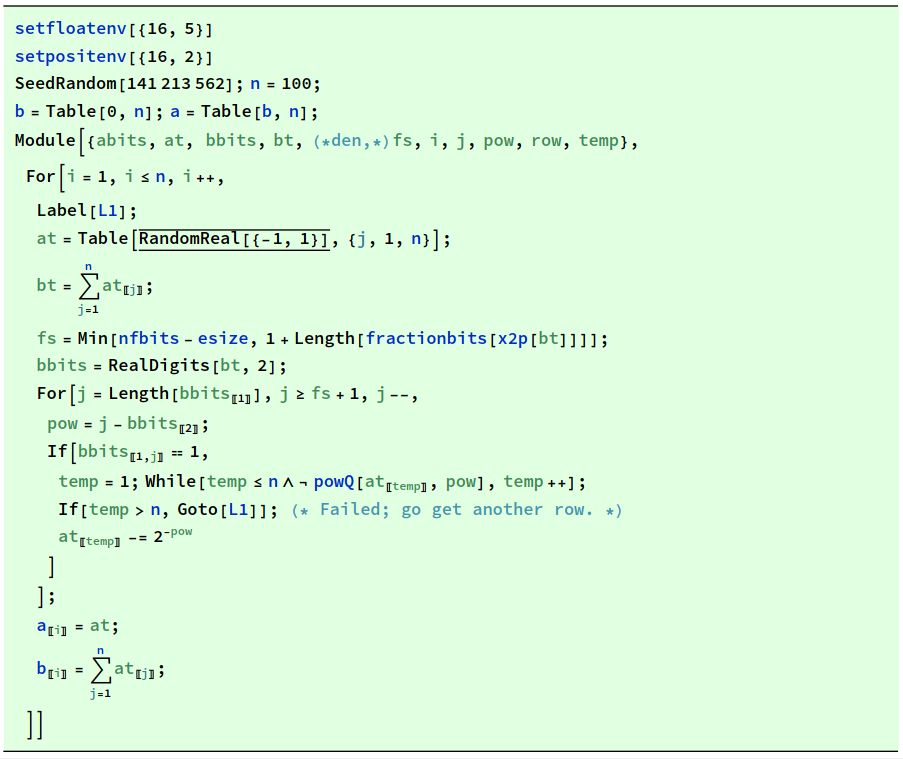 setfloatenv[{16, 5}]
setpositenv[{16, 2}]
SeedRandom[141 213 562]; n = 100;
b = Table[0, n]; a = Table[b, n];
Module[{abits, at, bbits, bt, (*den,*)fs, i, j, pow, row, temp},
For[i = 1, i ≤ n, i ++,
Label[L1];
at = Table[RandomReal[{-1, 1}], {j, 1, n}];
bt = ∑_{j=1}^{n} at⟦j⟧;
fs = Min[nfbits - esize, 1 + Length[fractionbits[x2p[bt]]]];
bbits = RealDigits[bt, 2];
For[j = Length[bbits⟦1⟧], j ≥ fs + 1, j --,
pow = j - bbits⟦2⟧;
If[bbits⟦1,j⟧ == 1,
temp = 1; While[temp ≤ n ∧ ¬ powQ[at⟦temp⟧, pow], temp ++];
If[temp > n, Goto[L1]]; (* Failed; go get another row. *)
at⟦temp⟧ -= 2^-pow
]
];
a⟦i⟧ = at;
b⟦i⟧ = ∑_{j=1}^{n} at⟦j⟧;
]]